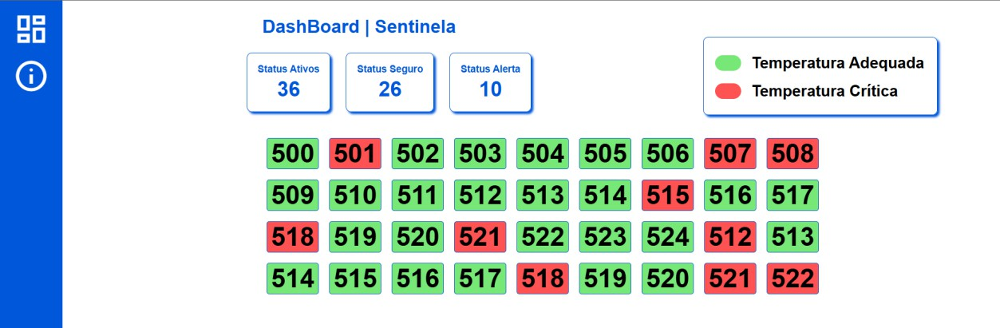 DashBoard | Sentinela
Status Ativos
36
Status Seguro
26
Status Alerta
10
Temperatura Adequada
Temperatura Crítica
500 501 502 503 504 505 506 507 508
509 510 511 512 513 514 515 516 517
518 519 520 521 522 523 524 512 513
514 515 516 517 518 519 520 521 522